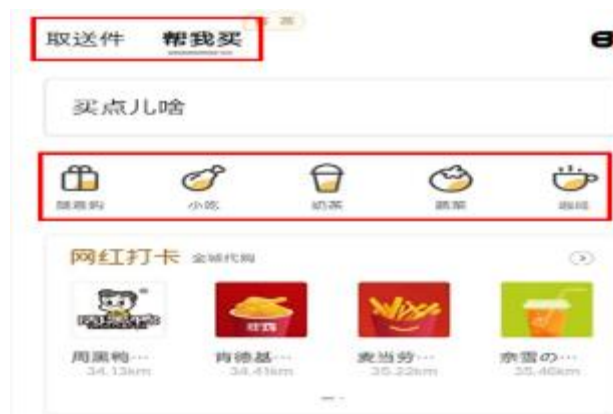 取送件 帮我买
买点儿啥
随意购 小吃 奶茶 蔬菜 咖啡
网红打卡 全城代购
周黑鸭… 肯德基… 麦当劳… 奈雪の…
34.13km 34.41km 35.22km 35.46km